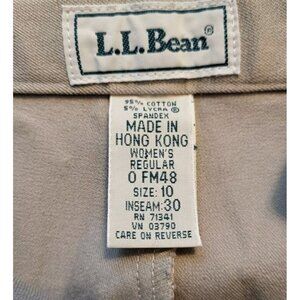 L.L.Bean®
95% COTTON
5% LYCRA ®
SPANDEX
MADE IN
HONG KONG
WOMEN'S
REGULAR
0 FM48
SIZE: 10
INSEAM: 30
RN 71341
VN 03790
CARE ON REVERSE